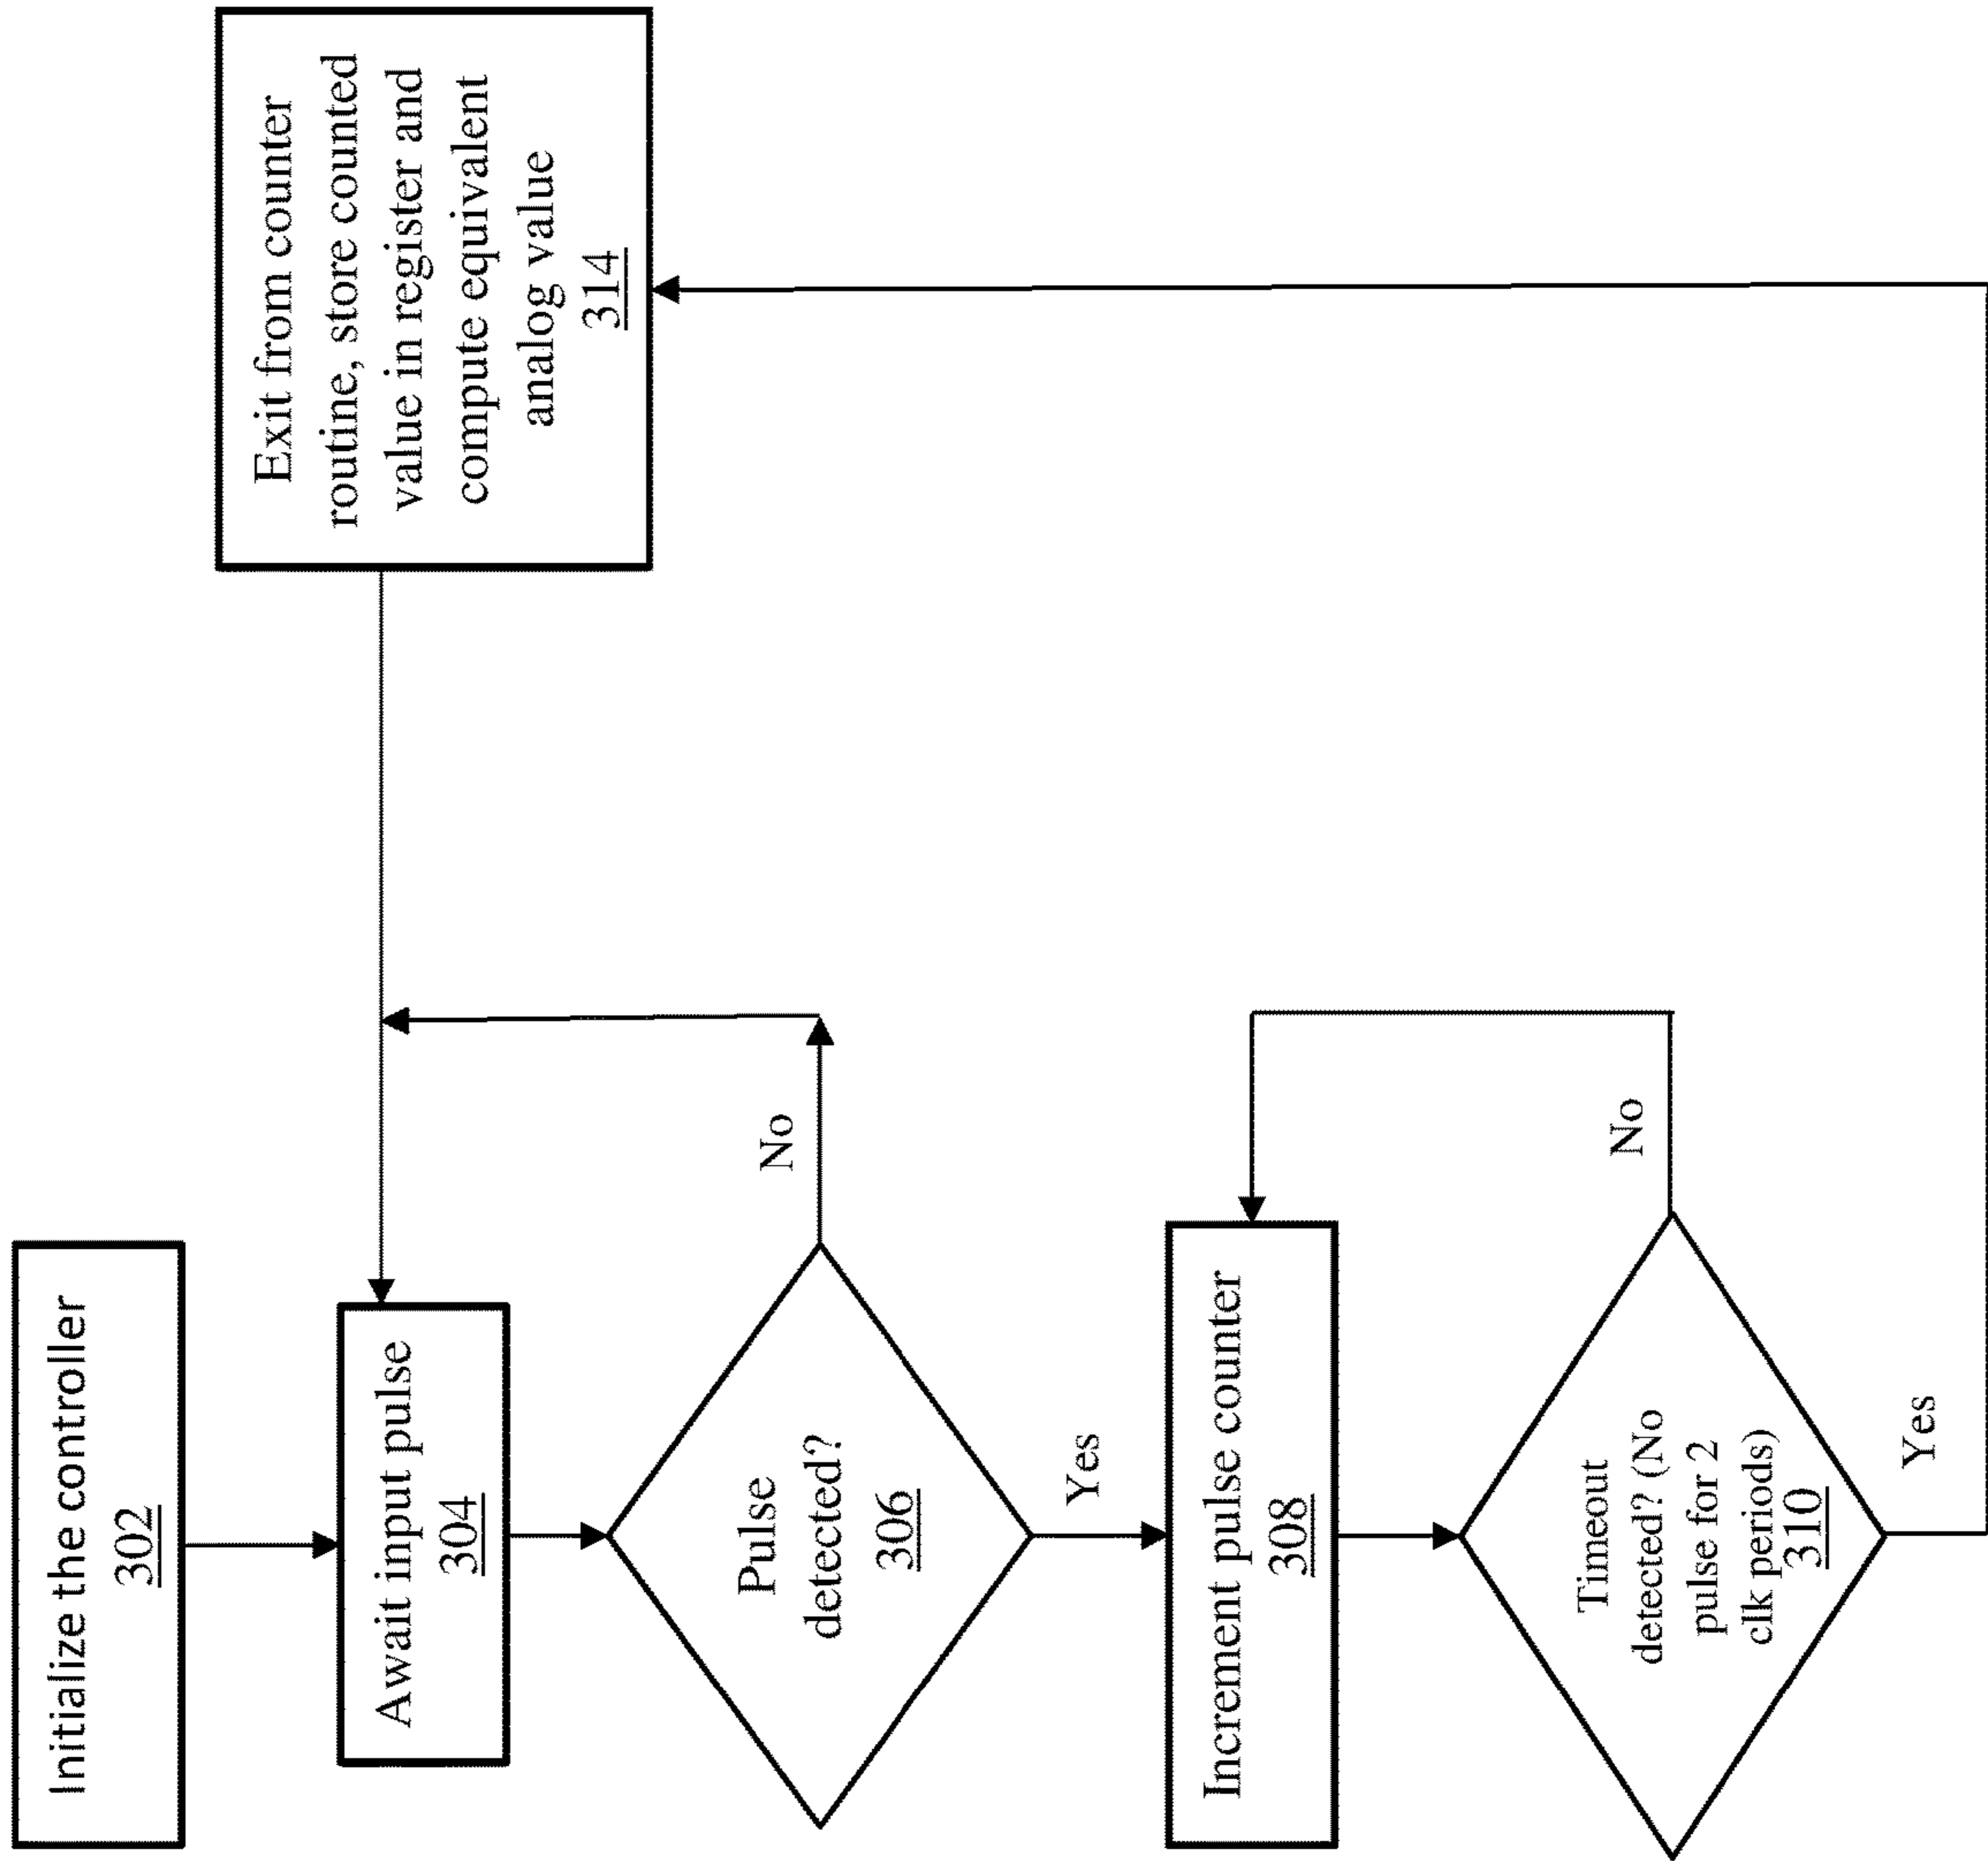 Initialize the controller
302
Await input pulse
304
Pulse
detected?
306
No
Yes
Increment pulse counter
308
Timeout
detected? (No
pulse for 2
clk periods)
310
No
Yes
Exit from counter
routine, store counted
value in register and
compute equivalent
analog value
314